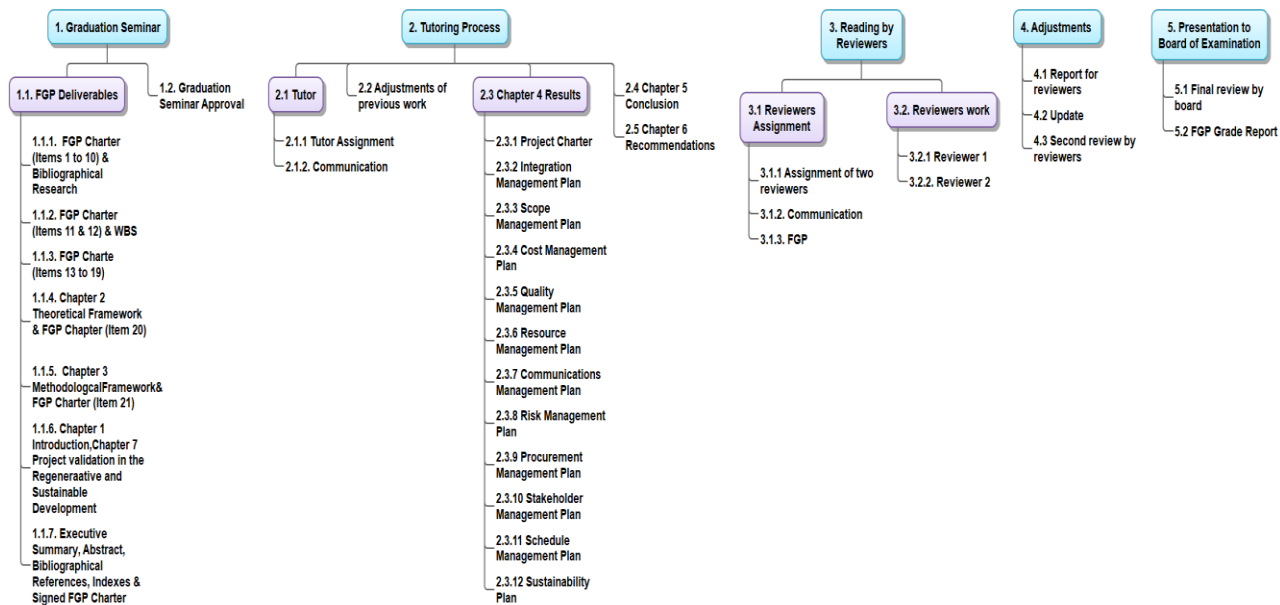 1. Graduation Seminar
1.1. FGP Deliverables
1.1.1. FGP Charter
(Items 1 to 10) &
Bibliographical
Research
1.1.2. FGP Charter
(Items 11 & 12) & WBS
1.1.3. FGP Charte
(Items 13 to 19)
1.1.4. Chapter 2
Theoretical Framework
& FGP Chapter (Item 20)
1.1.5. Chapter 3
MethodologcalFramework&
FGP Charter (Item 21)
1.1.6. Chapter 1
Introduction,Chapter 7
Project validation in the
Regeneraative and
Sustainable
Development
1.1.7. Executive
Summary, Abstract,
Bibliographical
References, Indexes &
Signed FGP Charter
1.2. Graduation
Seminar Approval
2. Tutoring Process
2.1 Tutor
2.1.1 Tutor Assignment
2.1.2. Communication
2.2 Adjustments of
previous work
2.3 Chapter 4 Results
2.3.1 Project Charter
2.3.2 Integration
Management Plan
2.3.3 Scope
Management Plan
2.3.4 Cost Management
Plan
2.3.5 Quality
Management Plan
2.3.6 Resource
Management Plan
2.3.7 Communications
Management Plan
2.3.8 Risk Management
Plan
2.3.9 Procurement
Management Plan
2.3.10 Stakeholder
Management Plan
2.3.11 Schedule
Management Plan
2.3.12 Sustainability
Plan
2.4 Chapter 5
Conclusion
2.5 Chapter 6
Recommendations
3. Reading by
Reviewers
3.1 Reviewers
Assignment
3.1.1 Assignment of two
reviewers
3.1.2. Communication
3.1.3. FGP
3.2. Reviewers work
3.2.1 Reviewer 1
3.2.2. Reviewer 2
4. Adjustments
4.1 Report for
reviewers
4.2 Update
4.3 Second review by
reviewers
5. Presentation to
Board of Examination
5.1 Final review by
board
5.2 FGP Grade Report